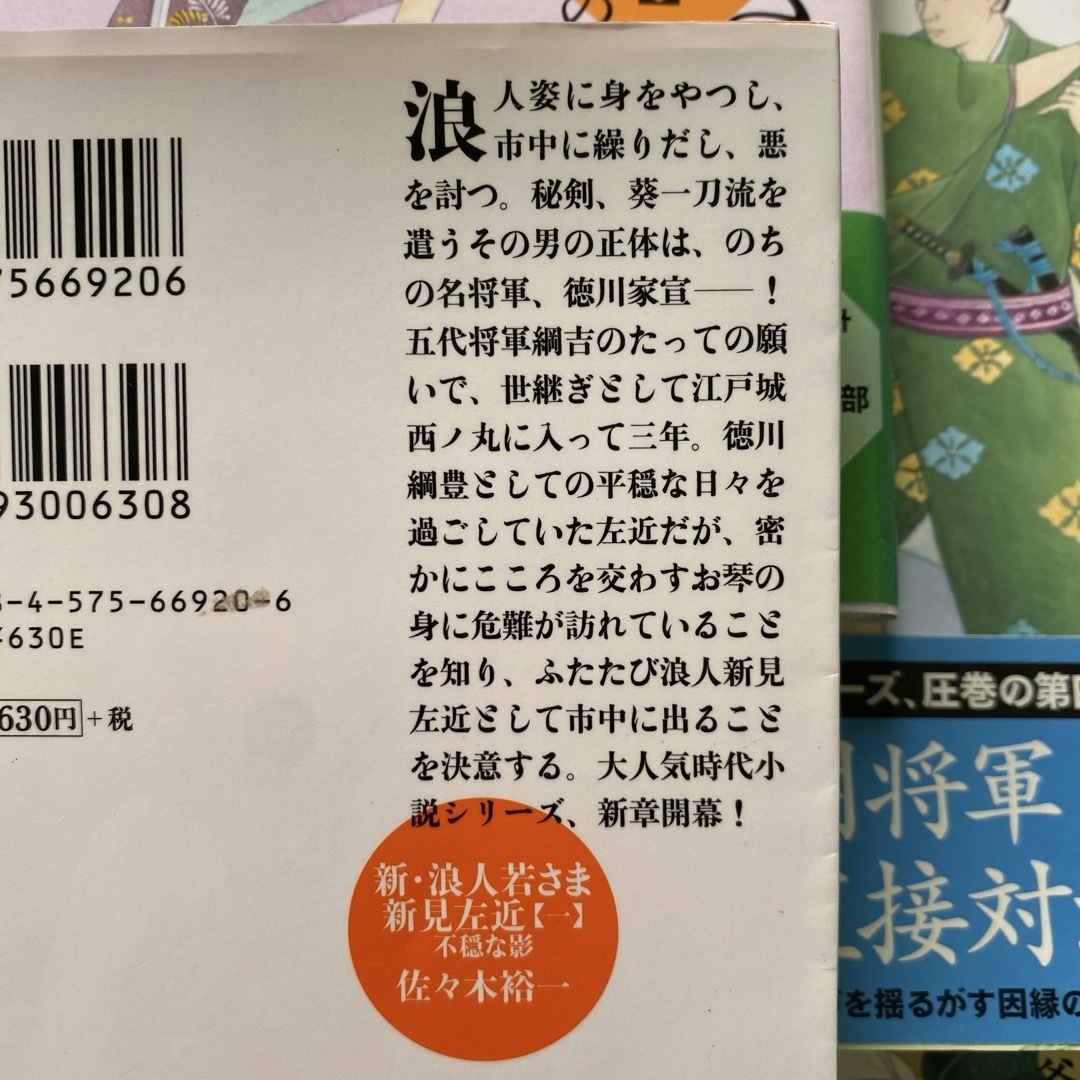 浪人姿に身をやつし、
市中に繰りだし、悪
を討つ。秘剣、葵一刀流を
遣うその男の正体は、のち
の名将軍、徳川家宣――！
五代将軍綱吉のたっての願
いで、世継ぎとして江戸城
西ノ丸に入って三年。徳川
綱豊としての平穏な日々を
過ごしていた左近だが、密
かにこころを交わすお琴の
身に危難が訪れていること
を知り、ふたたび浪人新見
左近として市中に出ること
を決意する。大人気時代小
説シリーズ、新章開幕！
新・浪人若さま
新見左近【一】
不穏な影
佐々木裕一
75669206
93006308
-4-575-66920-6
¥630E
630円+税
部
ーズ、圧巻の第
将軍
接対
を揺るがす因縁の